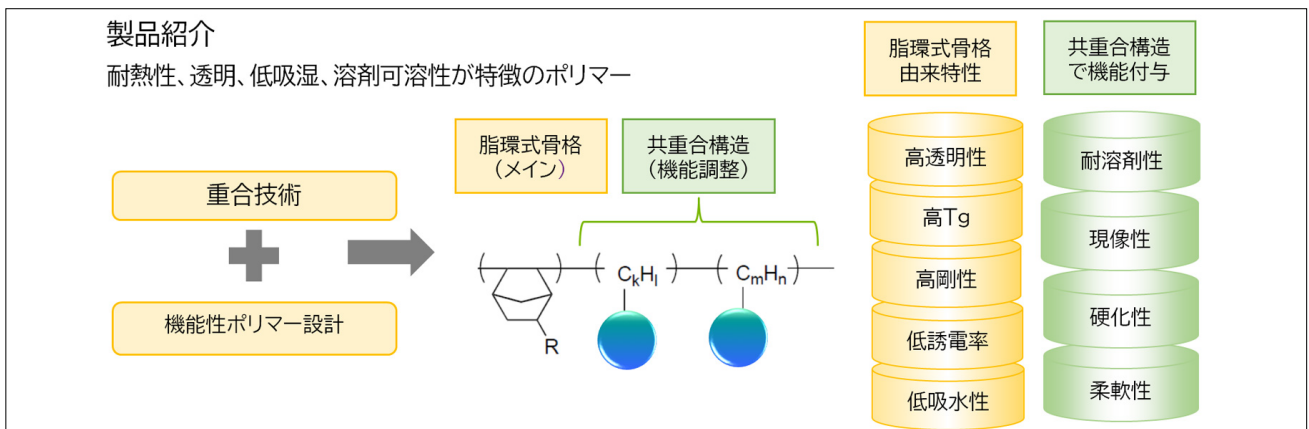 製品紹介
耐熱性、透明、低吸湿、溶剤可溶性が特徴のポリマー
重合技術
機能性ポリマー設計
脂環式骨格
(メイン)
共重合構造
(機能調整)
CkHl
CmHn
R
脂環式骨格
由来特性
高透明性
高Tg
高剛性
低誘電率
低吸水性
共重合構造
で機能付与
耐溶剤性
現像性
硬化性
柔軟性